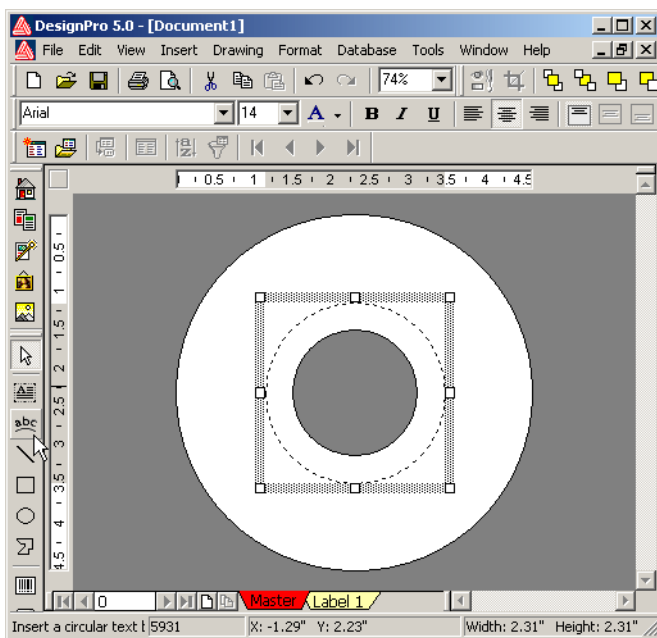 DesignPro 5.0 - [Document1]
File Edit View Insert Drawing Format Database Tools Window Help
74%
Arial 14 A B I U
0.5 1 1.5 2 2.5 3 3.5 4 4.5
0.5
1
1.5
2
2.5
3
3.5
4
4.5
A
abc
0 Master Label 1
Insert a circular text t 5931 X: -1.29" Y: 2.23" Width: 2.31" Height: 2.31"